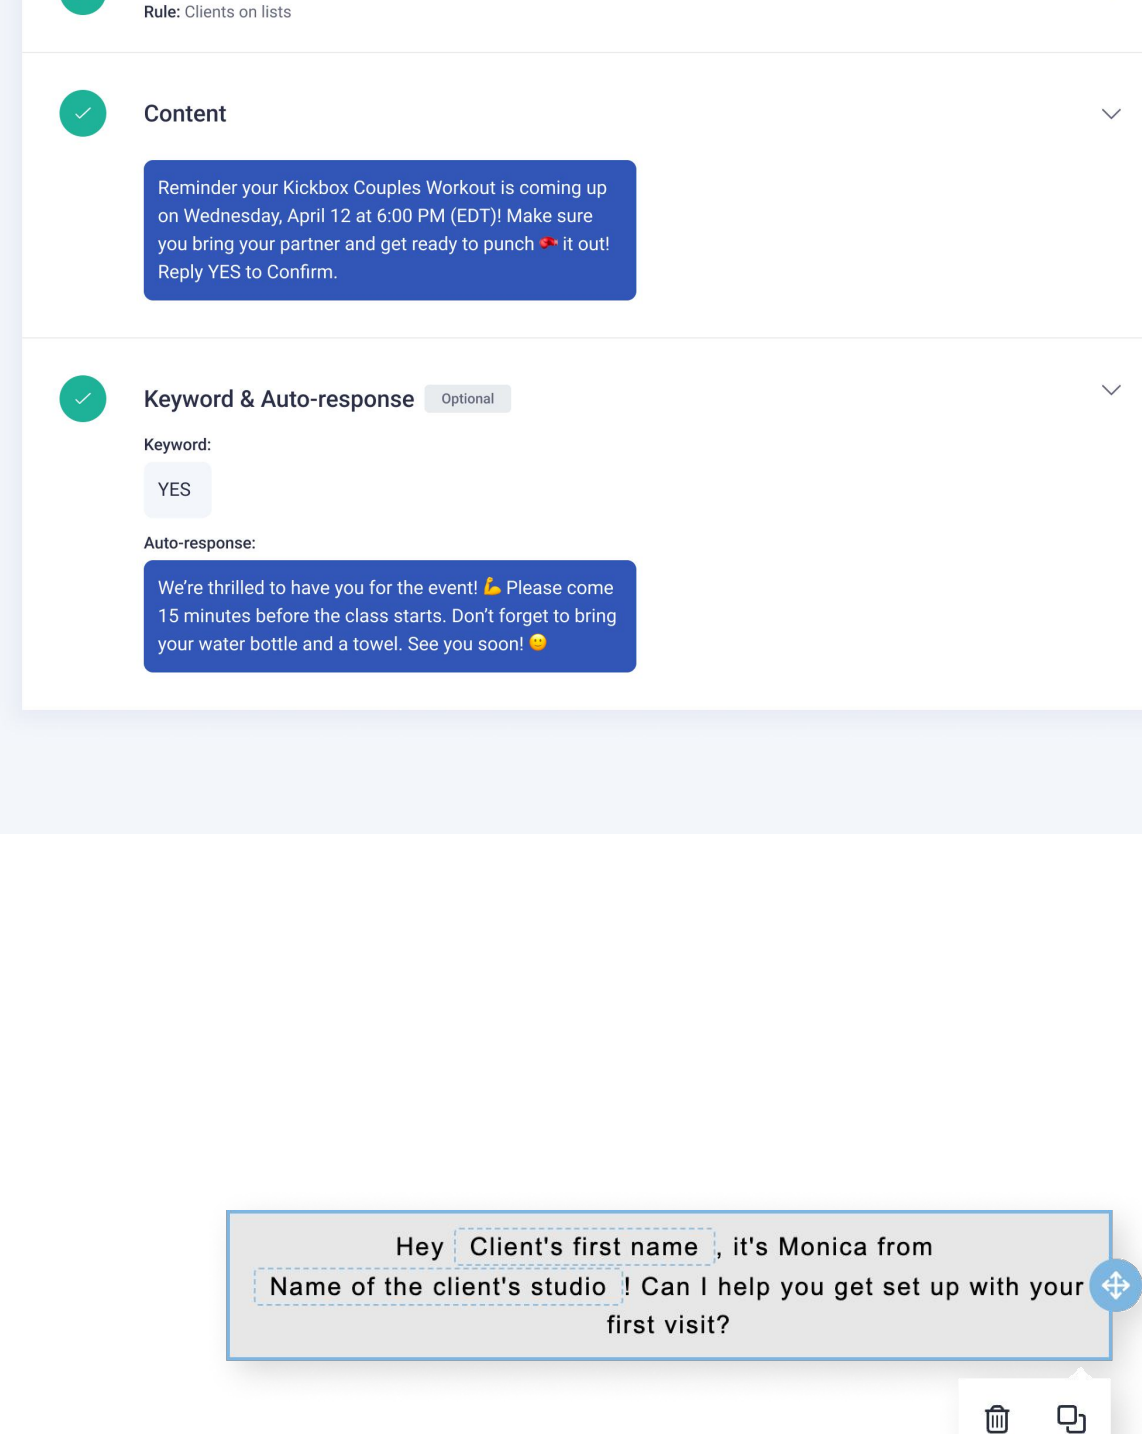 Rule: Clients on lists
Content
Reminder your Kickbox Couples Workout is coming up
on Wednesday, April 12 at 6:00 PM (EDT)! Make sure
you bring your partner and get ready to punch 🥊 it out!
Reply YES to Confirm.
Keyword & Auto-response Optional
Keyword:
YES
Auto-response:
We’re thrilled to have you for the event! 💪 Please come
15 minutes before the class starts. Don’t forget to bring
your water bottle and a towel. See you soon! 🙂
Hey Client's first name , it's Monica from
Name of the client's studio ! Can I help you get set up with your
first visit?